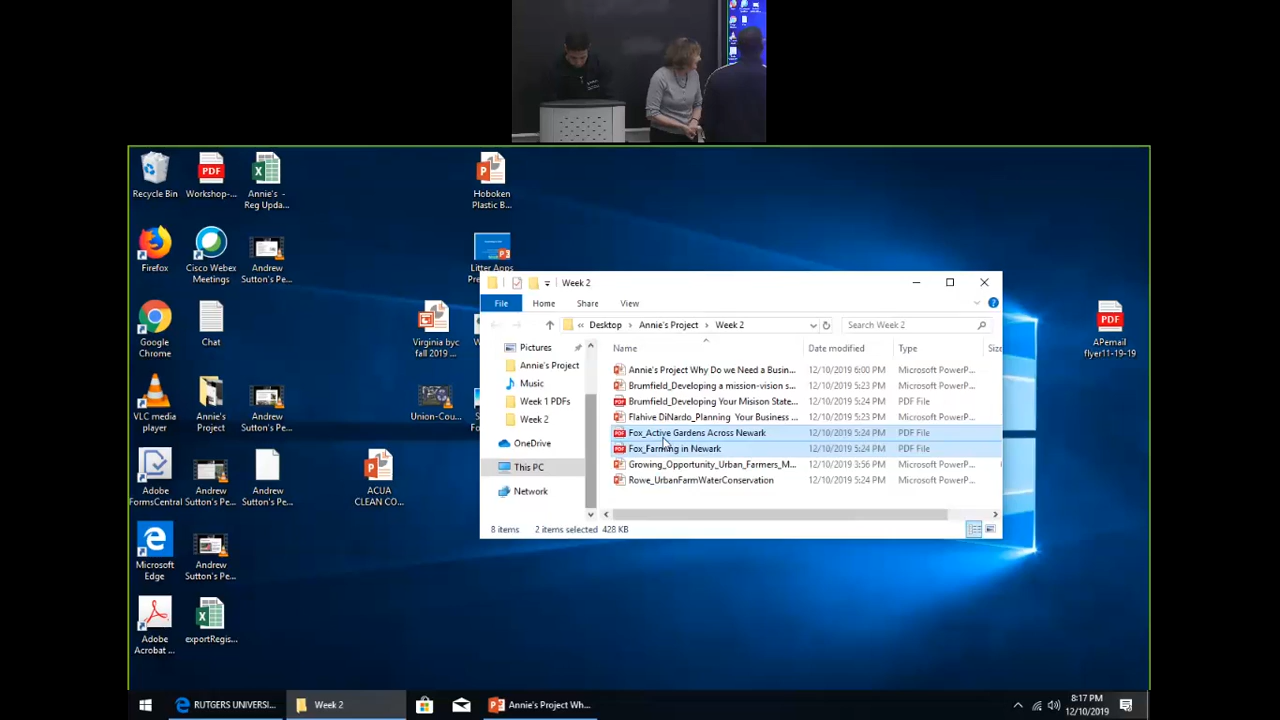 Recycle Bin
Workshop-...
Annie's -
Reg Upda...
Hoboken
Plastic B...
Firefox
Cisco Webex
Meetings
Andrew
Sutton's Pe...
Litter Apps
Google
Chrome
Chat
Virginia byc
fall 2019 ...
APemail
flyer11-19-19
VLC media
player
Annie's
Project
Andrew
Sutton's Pe...
Union-Cou...
Adobe
FormsCentral
Andrew
Sutton's Pe...
Andrew
ACUA
CLEAN CO...
Microsoft
Edge
Andrew
Sutton's Pe...
Adobe
Acrobat ...
exportRegis...
Week 2
File
Home
Share
View
Desktop
Annie's Project
Week 2
Search Week 2
Pictures
Annie's Project
Music
Week 1 PDFs
Week 2
OneDrive
This PC
Network
Name
Date modified
Type
Size
Annie's Project Why Do we Need a Busin... 12/10/2019 6:00 PM Microsoft PowerP...
Brumfield_Developing a mission-vision s... 12/10/2019 5:23 PM Microsoft PowerP...
Brumfield_Developing Your Misison State... 12/10/2019 5:24 PM PDF File
Flahive DiNardo_Planning Your Business ... 12/10/2019 5:23 PM Microsoft PowerP...
Fox_Active Gardens Across Newark 12/10/2019 5:24 PM PDF File
Fox_Farming in Newark 12/10/2019 5:24 PM PDF File
Growing_Opportunity_Urban_Farmers_M... 12/10/2019 3:56 PM Microsoft PowerP...
Rowe_UrbanFarmWaterConservation 12/10/2019 5:24 PM Microsoft PowerP...
8 items
2 items selected 428 KB
RUTGERS UNIVERSI...
Week 2
Annie's Project Wh...
8:17 PM
12/10/2019